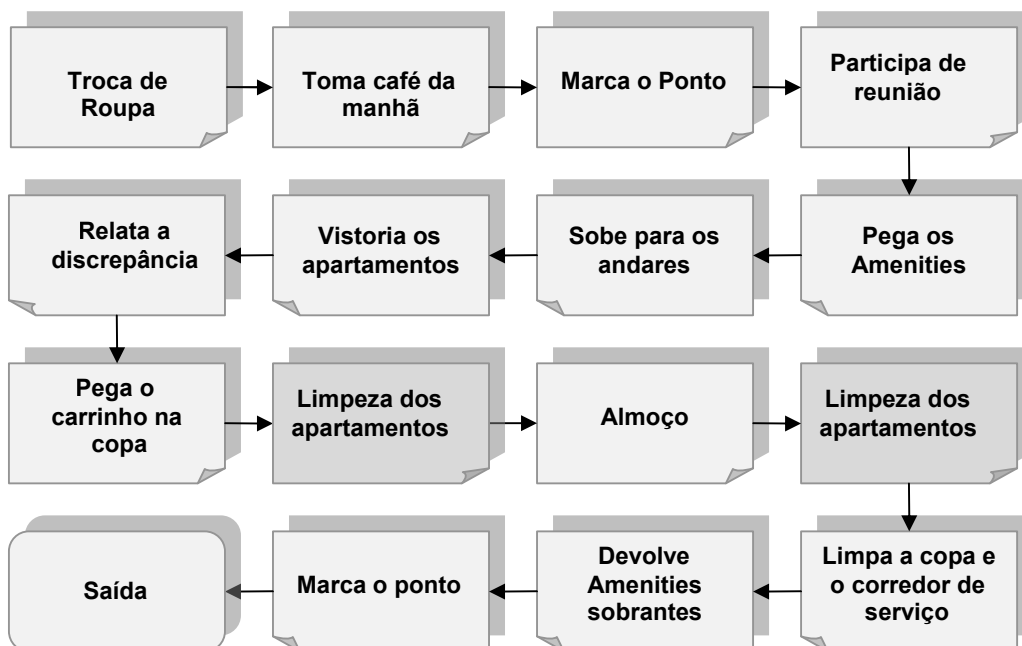 Troca de
Roupa
Toma café da
manhã
Marca o Ponto
Participa de
reunião
Pega os
Amenities
Sobe para os
andares
Vistoria os
apartamentos
Relata a
discrepância
Pega o
carrinho na
copa
Limpeza dos
apartamentos
Almoço
Limpeza dos
apartamentos
Limpa a copa e
o corredor de
serviço
Devolve
Amenities
sobrantes
Marca o ponto
Saída